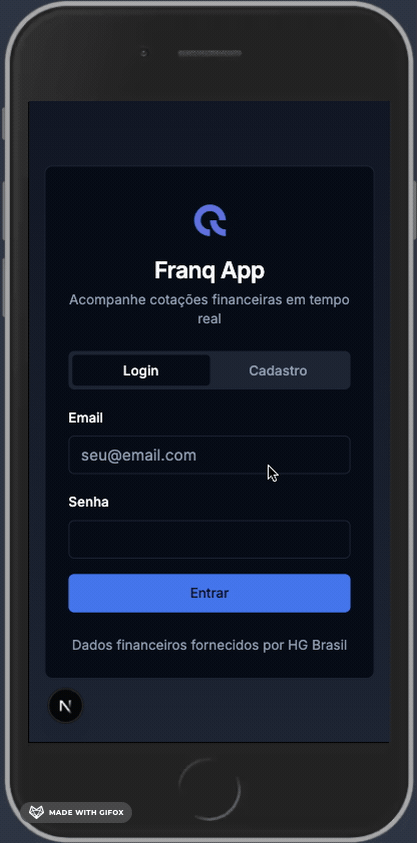 Franq App
Acompanhe cotações financeiras em tempo
real
Login
Cadastro
Email
seu@email.com
Senha
Entrar
Dados financeiros fornecidos por HG Brasil
N
MADE WITH GIFOX